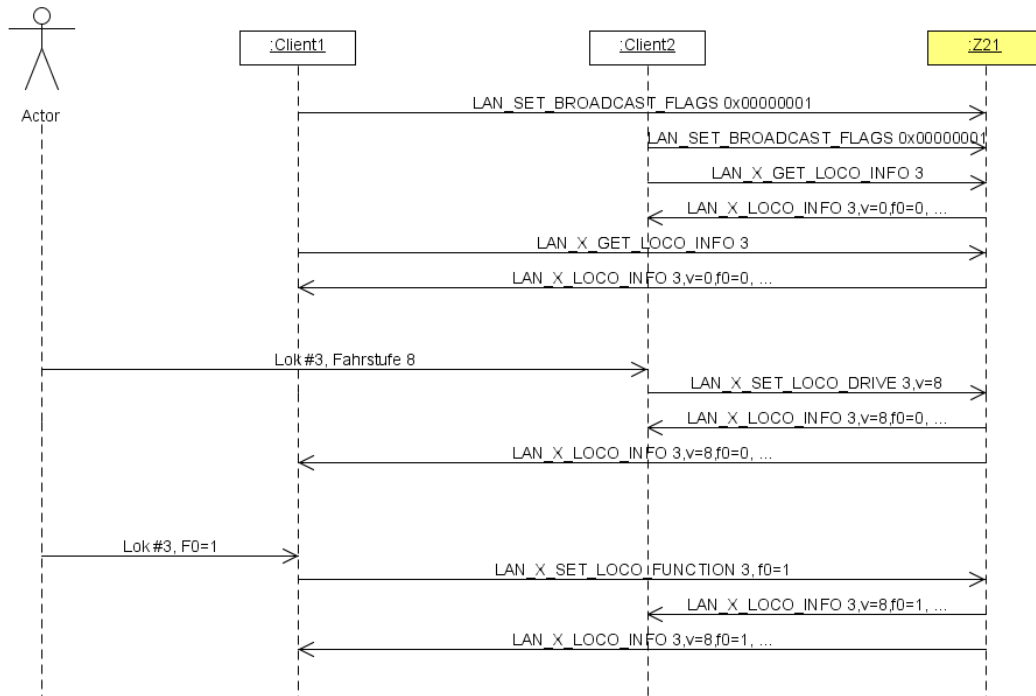 :Client1
:Client2
:Z21
Actor
LAN_SET_BROADCAST_FLAGS 0x00000001
LAN_SET_BROADCAST_FLAGS 0x00000001
LAN_X_GET_LOCO_INFO 3
LAN_X_LOCO_INFO 3,v=0,f0=0, ...
LAN_X_GET_LOCO_INFO 3
LAN_X_LOCO_INFO 3,v=0,f0=0, ...
Lok #3, Fahrstufe 8
LAN_X_SET_LOCO_DRIVE 3,v=8
LAN_X_LOCO_INFO 3,v=8,f0=0, ...
LAN_X_LOCO_INFO 3,v=8,f0=0, ...
Lok #3, F0=1
LAN_X_SET_LOCO_FUNCTION 3, f0=1
LAN_X_LOCO_INFO 3,v=8,f0=1, ...
LAN_X_LOCO_INFO 3,v=8,f0=1, ...